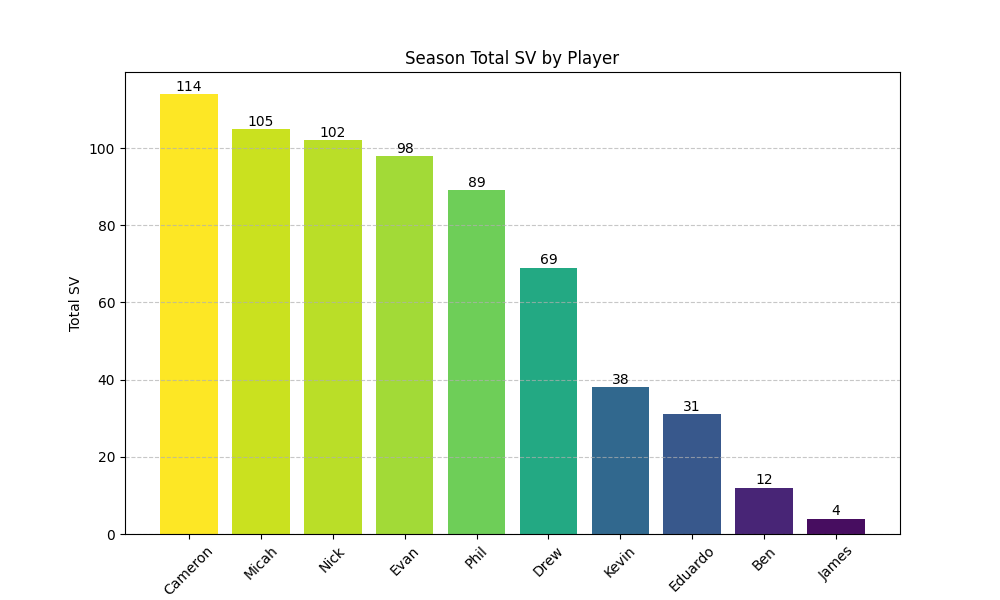 Season Total SV by Player
Total SV
100
80
60
40
20
0
114
105
102
98
89
69
38
31
12
4
Cameron
Micah
Nick
Evan
Phil
Drew
Kevin
Eduardo
Ben
James